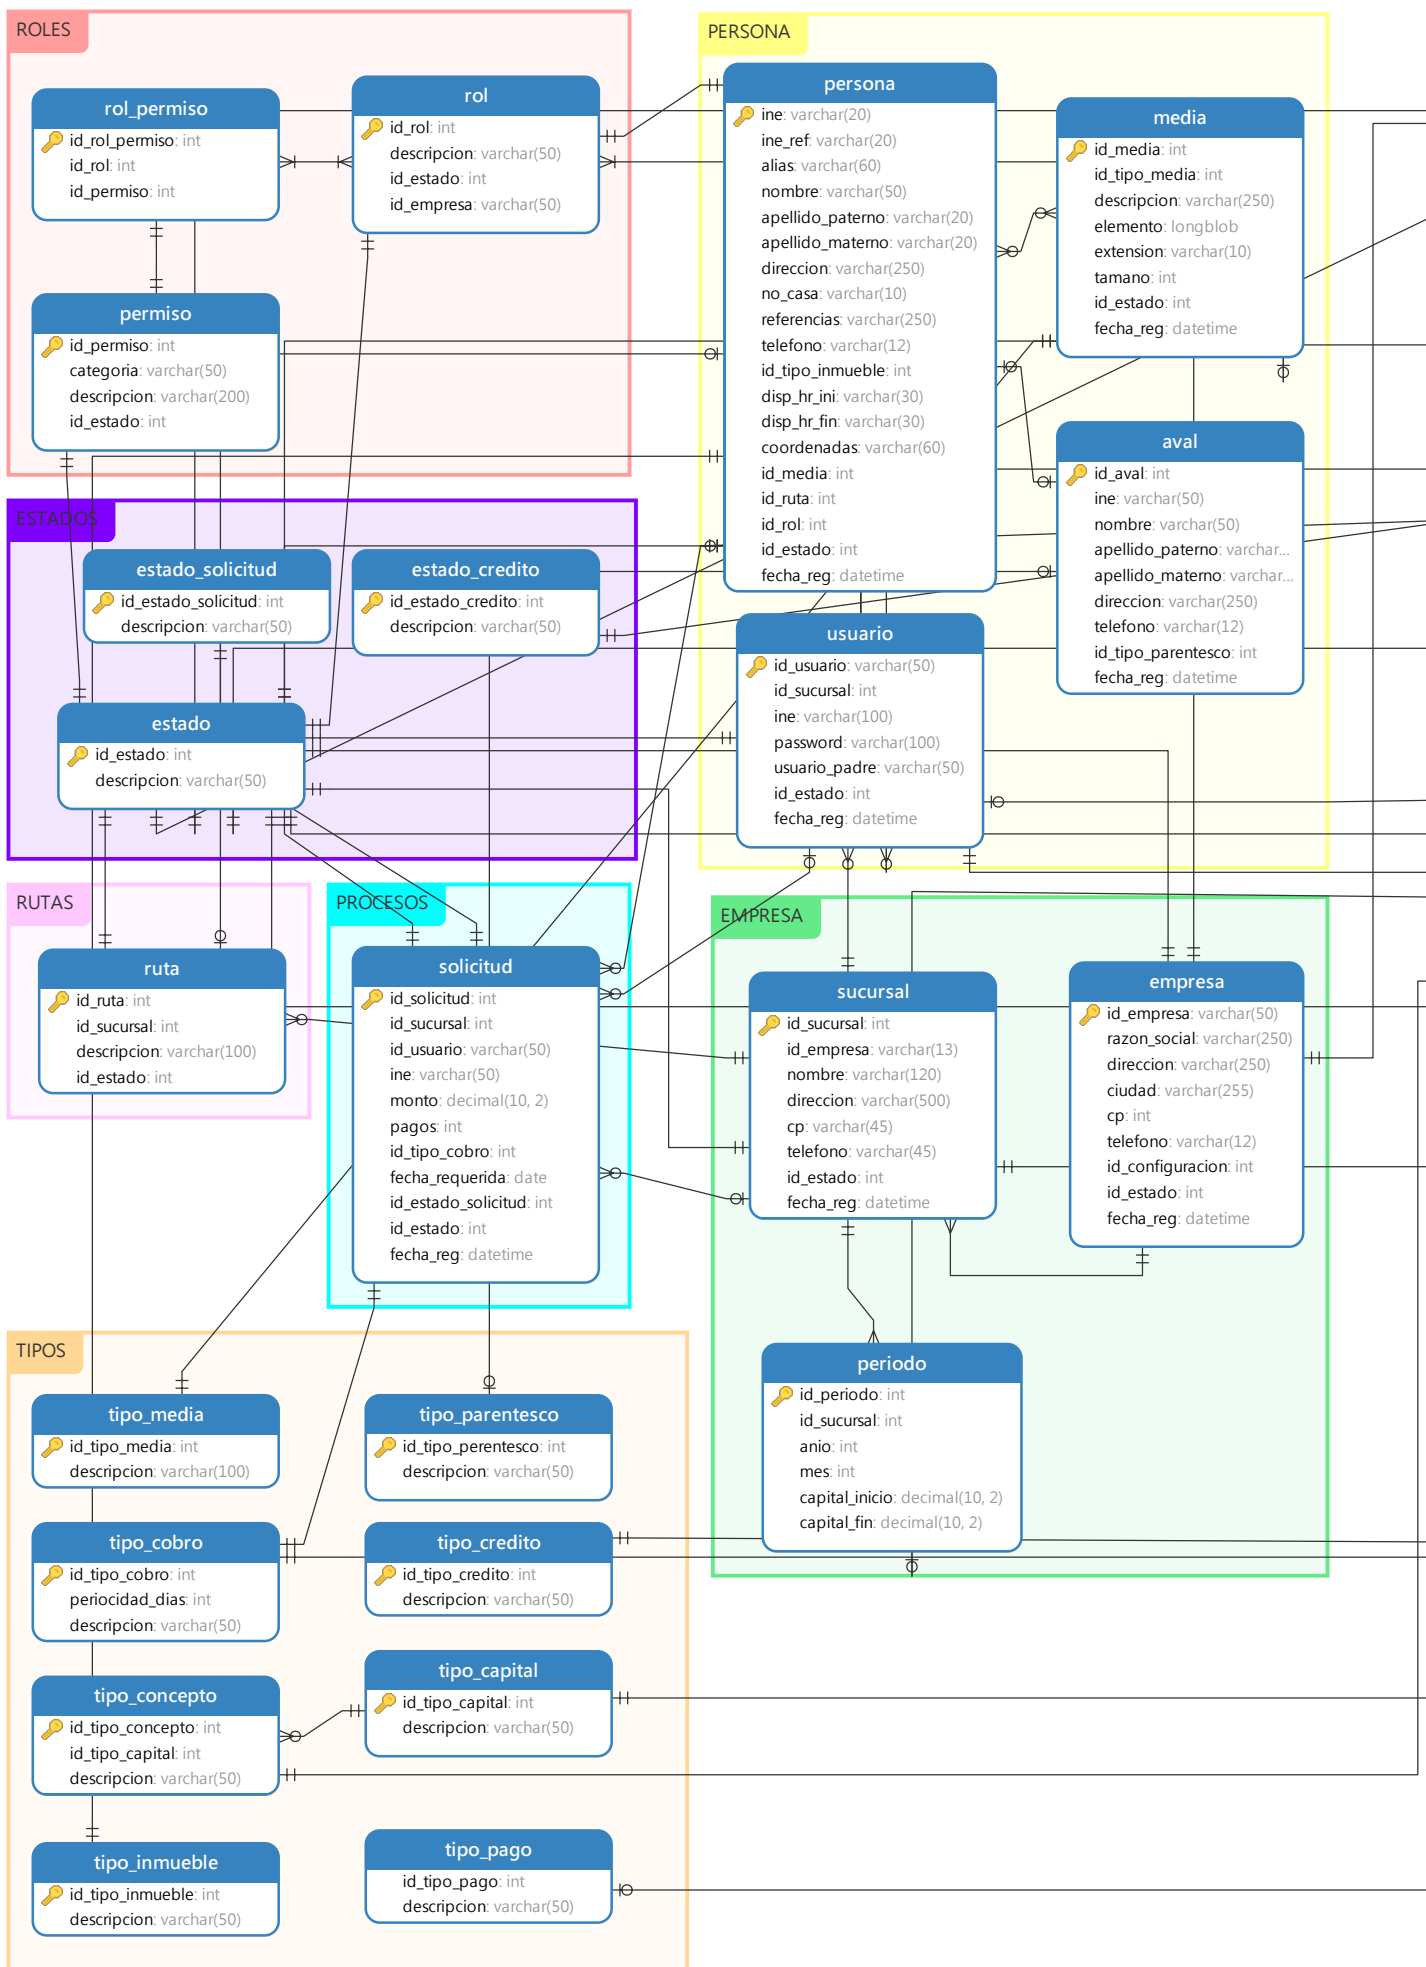 ROLES
rol_permiso
id_rol_permiso: int
id_rol: int
id_permiso: int
rol
id_rol: int
descripcion: varchar(50)
id_estado: int
id_empresa: varchar(50)
permiso
id_permiso: int
categoria: varchar(50)
descripcion: varchar(200)
id_estado: int
PERSONA
persona
ine: varchar(20)
ine_ref: varchar(20)
alias: varchar(60)
nombre: varchar(50)
apellido_paterno: varchar(20)
apellido_materno: varchar(20)
direccion: varchar(250)
no_casa: varchar(10)
referencias: varchar(250)
telefono: varchar(12)
id_tipo_inmueble: int
disp_hr_ini: varchar(30)
disp_hr_fin: varchar(30)
coordenadas: varchar(60)
id_media: int
id_ruta: int
id_rol: int
id_estado: int
fecha_reg: datetime
media
id_media: int
id_tipo_media: int
descripcion: varchar(250)
elemento: longblob
extension: varchar(10)
tamano: int
id_estado: int
fecha_reg: datetime
aval
id_aval: int
ine: varchar(50)
nombre: varchar(50)
apellido_paterno: varchar...
apellido_materno: varchar...
direccion: varchar(250)
telefono: varchar(12)
id_tipo_parentesco: int
fecha_reg: datetime
usuario
id_usuario: varchar(50)
id_sucursal: int
ine: varchar(100)
password: varchar(100)
usuario_padre: varchar(50)
id_estado: int
fecha_reg: datetime
ESTADOS
estado_solicitud
id_estado_solicitud: int
descripcion: varchar(50)
estado_credito
id_estado_credito: int
descripcion: varchar(50)
estado
id_estado: int
descripcion: varchar(50)
RUTAS
ruta
id_ruta: int
id_sucursal: int
descripcion: varchar(100)
id_estado: int
PROCESOS
solicitud
id_solicitud: int
id_sucursal: int
id_usuario: varchar(50)
ine: varchar(50)
monto: decimal(10, 2)
pagos: int
id_tipo_cobro: int
fecha_requerida: date
id_estado_solicitud: int
id_estado: int
fecha_reg: datetime
EMPRESA
sucursal
id_sucursal: int
id_empresa: varchar(13)
nombre: varchar(120)
direccion: varchar(500)
cp: varchar(45)
telefono: varchar(45)
id_estado: int
fecha_reg: datetime
empresa
id_empresa: varchar(50)
razon_social: varchar(250)
direccion: varchar(250)
ciudad: varchar(255)
cp: int
telefono: varchar(12)
id_configuracion: int
id_estado: int
fecha_reg: datetime
periodo
id_periodo: int
id_sucursal: int
anio: int
mes: int
capital_inicio: decimal(10, 2)
capital_fin: decimal(10, 2)
TIPOS
tipo_media
id_tipo_media: int
descripcion: varchar(100)
tipo_parentesco
id_tipo_perentesco: int
descripcion: varchar(50)
tipo_cobro
id_tipo_cobro: int
periocidad_dias: int
descripcion: varchar(50)
tipo_credito
id_tipo_credito: int
descripcion: varchar(50)
tipo_concepto
id_tipo_concepto: int
id_tipo_capital: int
descripcion: varchar(50)
tipo_capital
id_tipo_capital: int
descripcion: varchar(50)
tipo_inmueble
id_tipo_inmueble: int
descripcion: varchar(50)
tipo_pago
id_tipo_pago: int
descripcion: varchar(50)